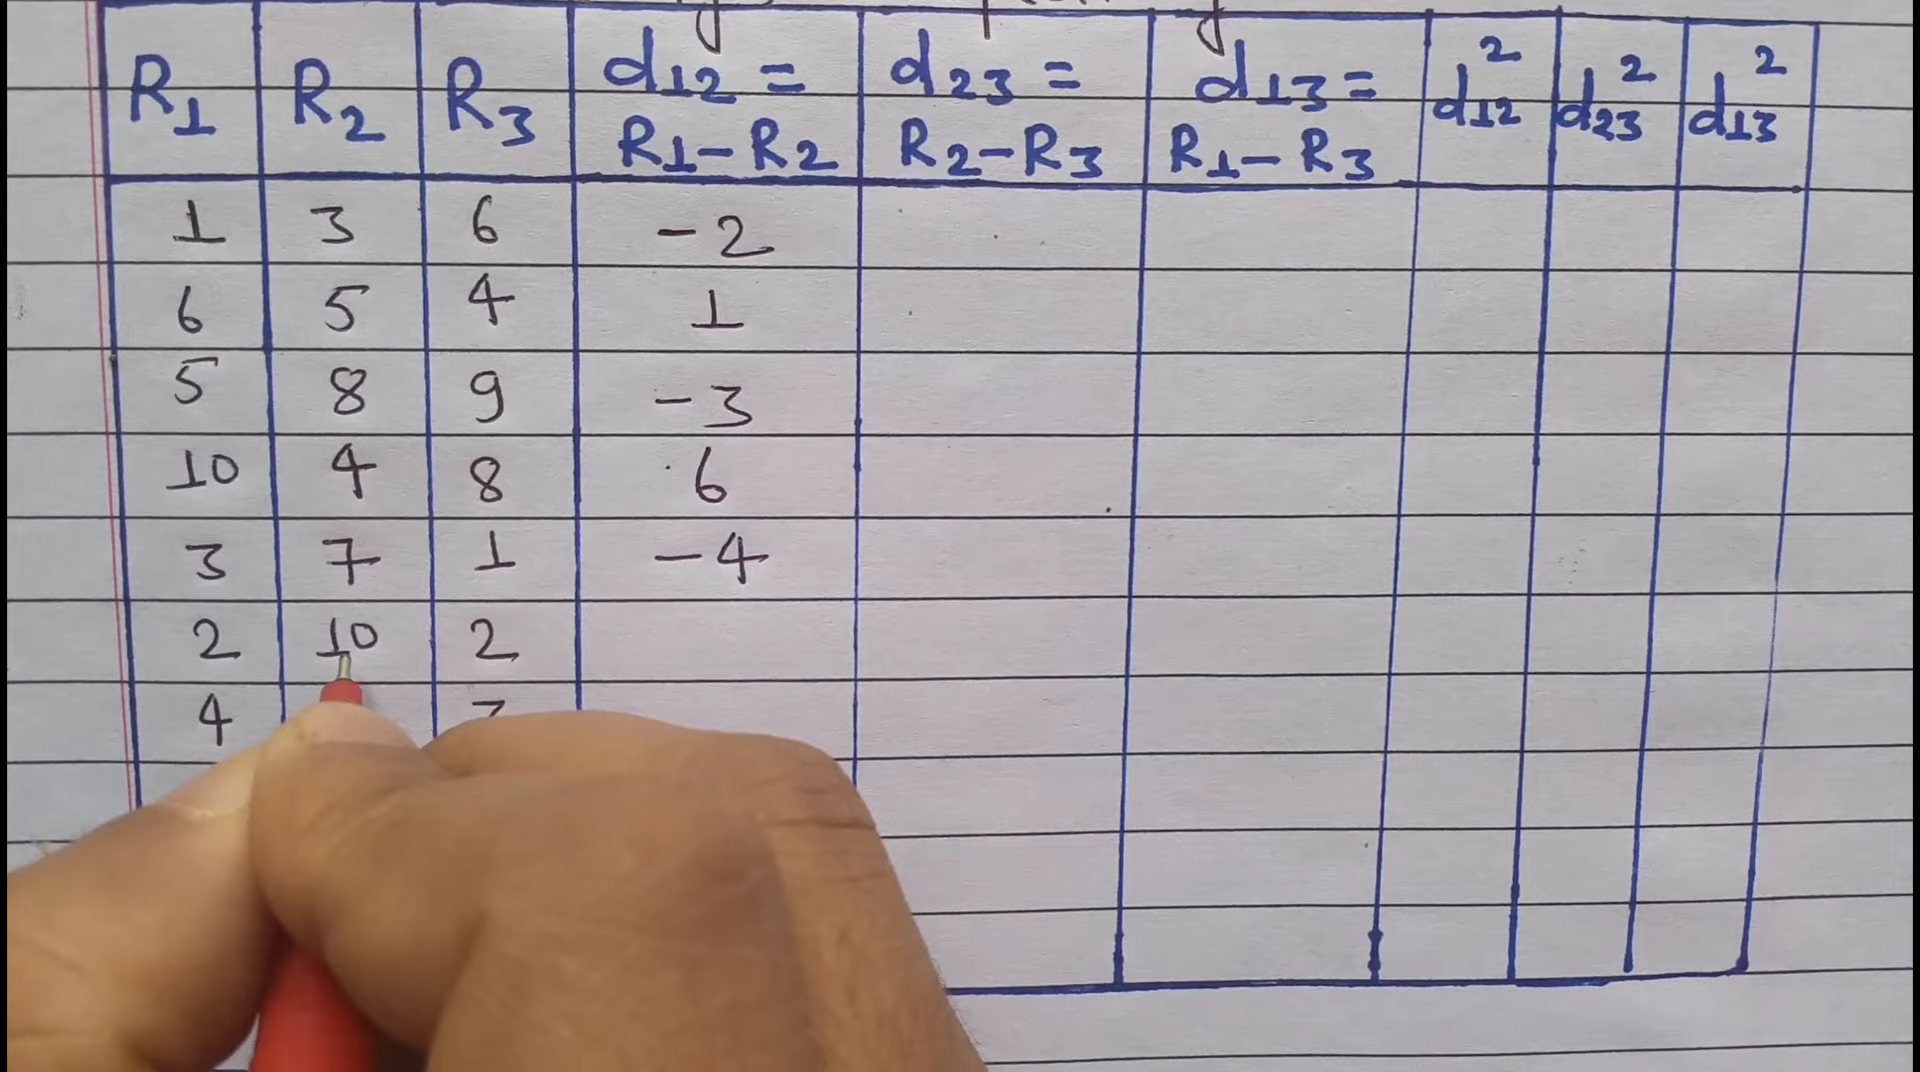 R1 R2 R3 d12 = R1-R2 d23 = R2-R3 d13 = R1-R3 d12² d23² d13²
1 3 6 -2
6 5 4 1
5 8 9 -3
10 4 8 6
3 7 1 -4
2 10 2
4